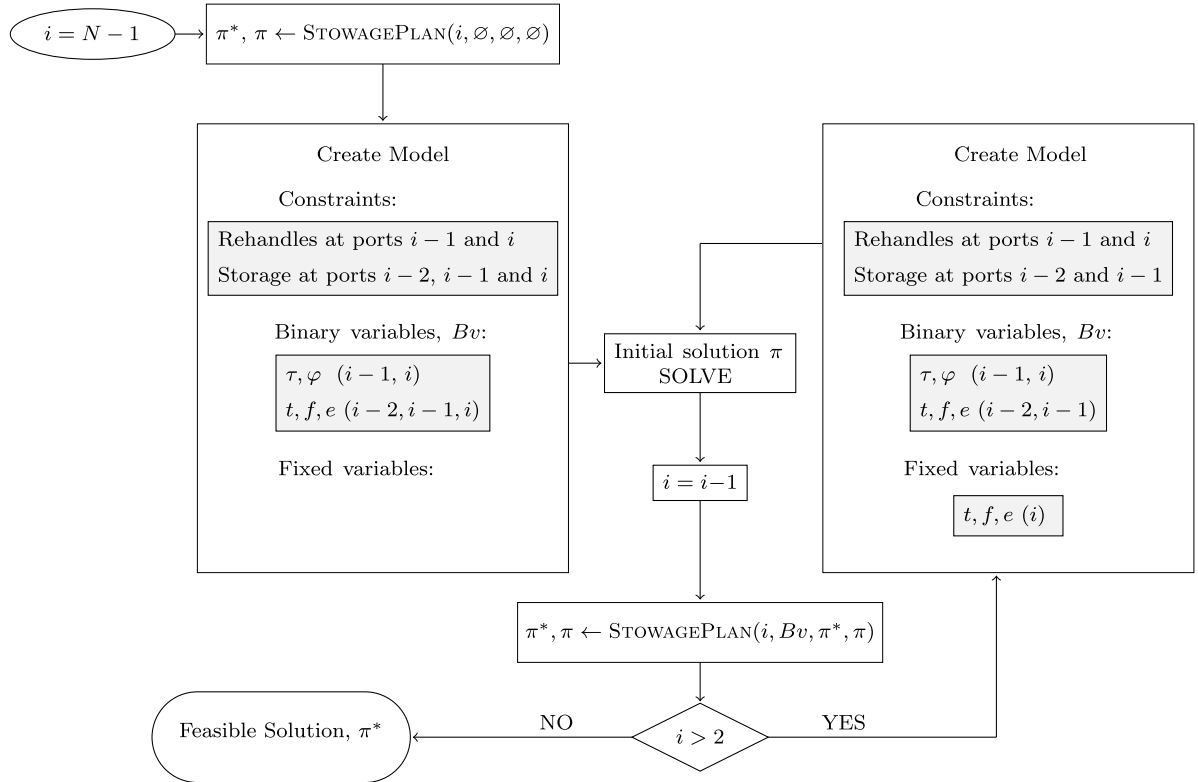 i = N − 1
π*, π ← STOWAGEPLAN(i, ∅, ∅, ∅)
Create Model
Constraints:
Rehandles at ports i − 1 and i
Storage at ports i − 2, i − 1 and i
Binary variables, Bv:
τ, φ (i − 1, i)
t, f, e (i − 2, i − 1, i)
Fixed variables:
Initial solution π
SOLVE
i = i−1
Create Model
Constraints:
Rehandles at ports i − 1 and i
Storage at ports i − 2 and i − 1
Binary variables, Bv:
τ, φ (i − 1, i)
t, f, e (i − 2, i − 1)
Fixed variables:
t, f, e (i)
π*, π ← STOWAGEPLAN(i, Bv, π*, π)
i > 2
NO
YES
Feasible Solution, π*